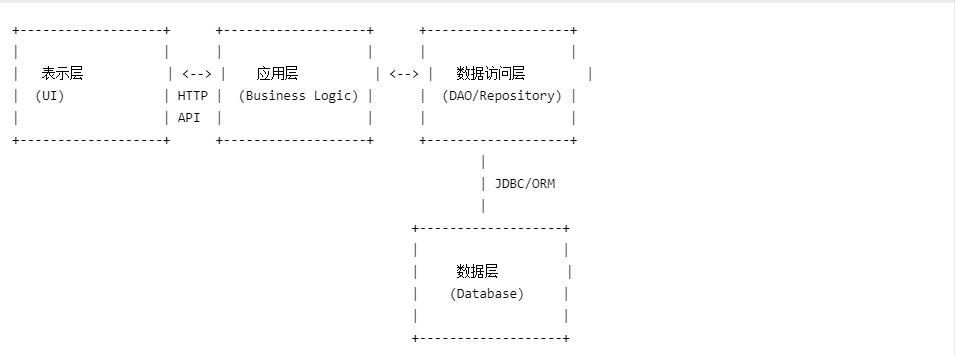 表示层 <--> 应用层 <--> 数据访问层
(UI) HTTP (Business Logic) (DAO/Repository)
API
JDBC/ORM
数据层
(Database)